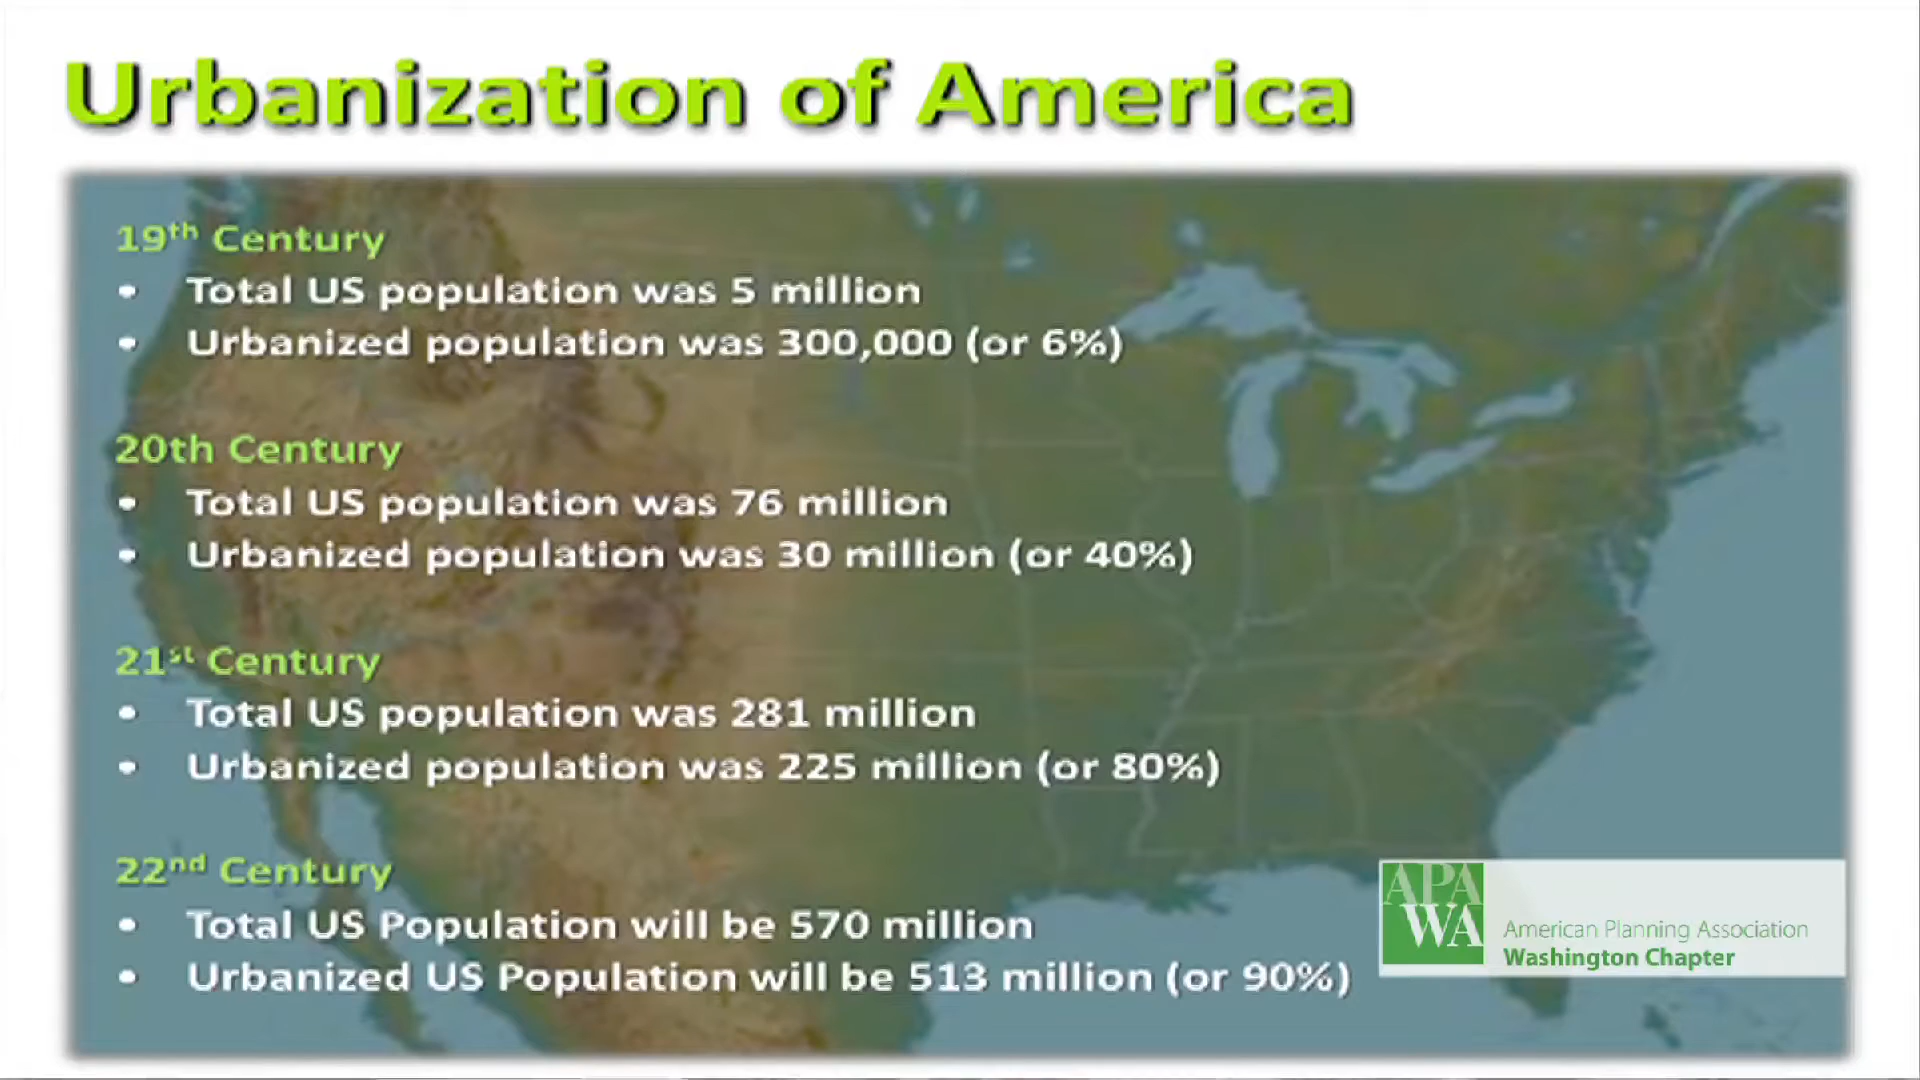 Urbanization of America
19th Century
• Total US population was 5 million
• Urbanized population was 300,000 (or 6%)
20th Century
• Total US population was 76 million
• Urbanized population was 30 million (or 40%)
21st Century
• Total US population was 281 million
• Urbanized population was 225 million (or 80%)
22nd Century
• Total US Population will be 570 million
• Urbanized US Population will be 513 million (or 90%)
APA
WA
American Planning Association
Washington Chapter